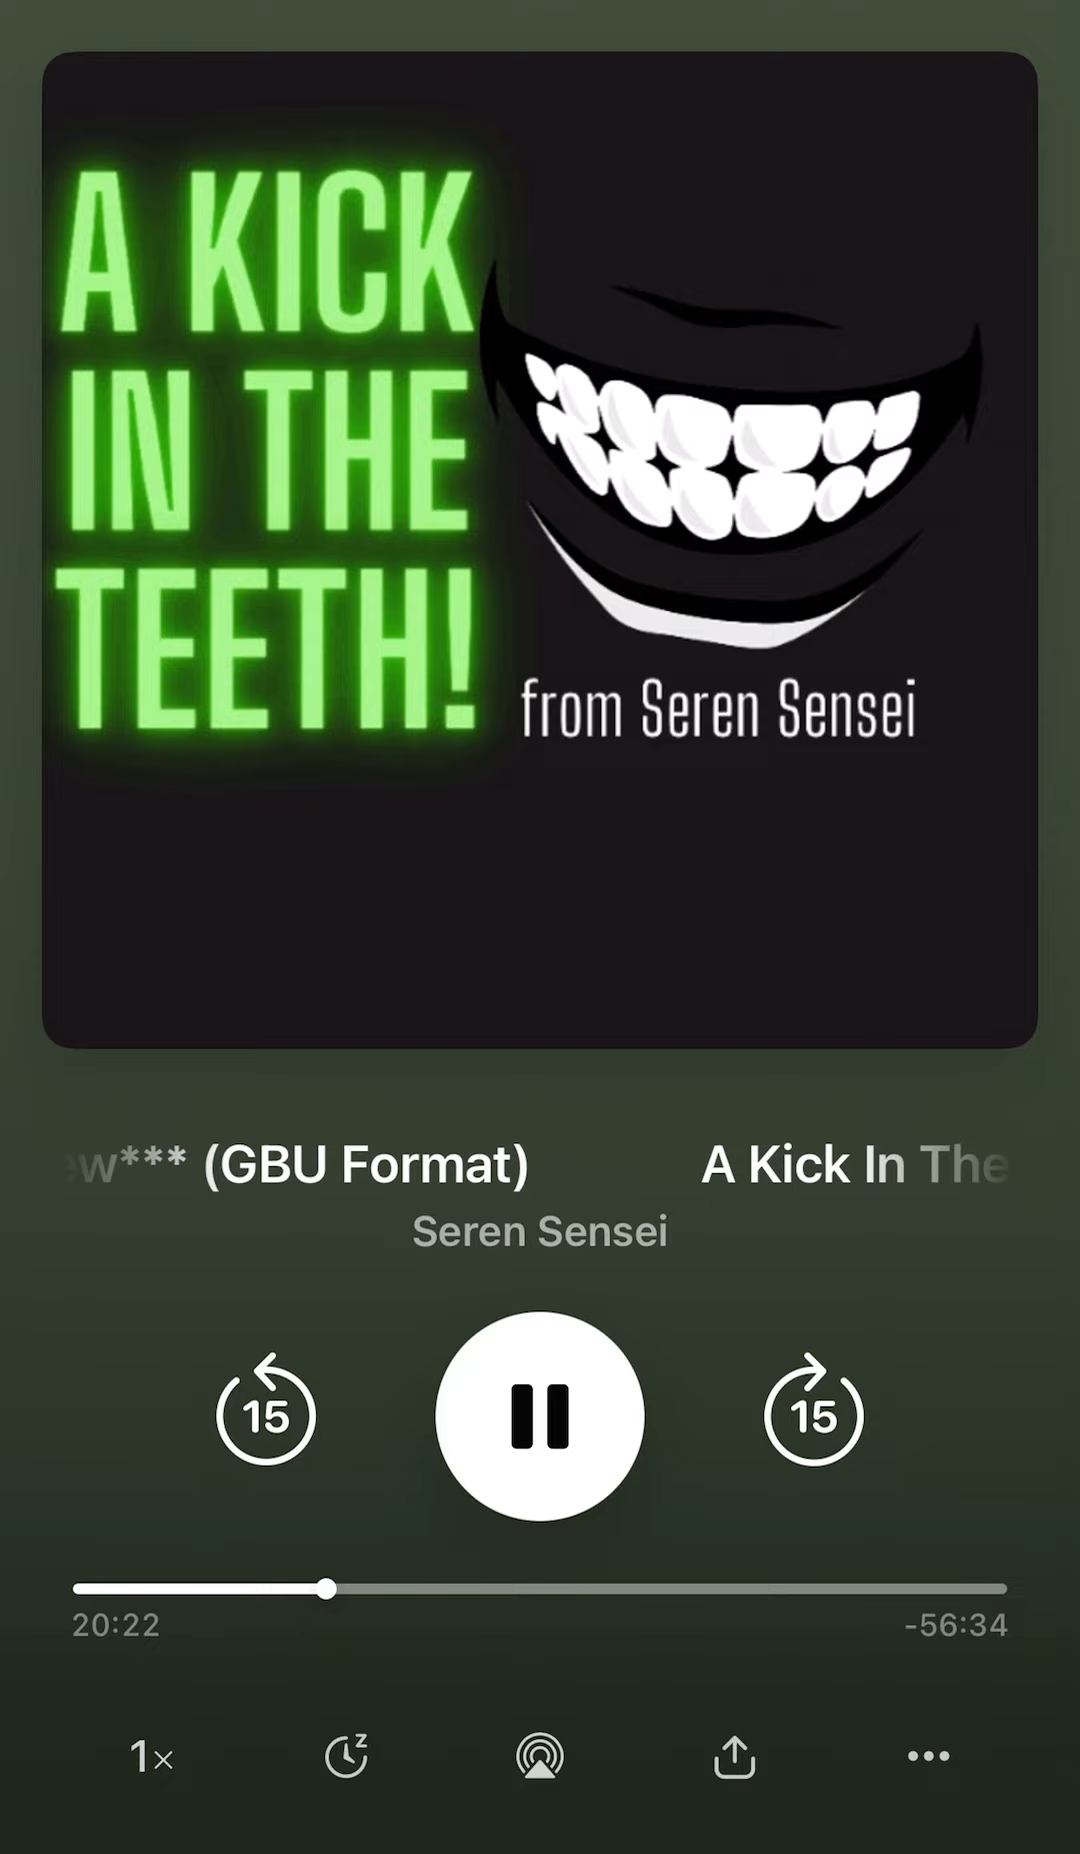 A KICK
IN THE
TEETH!
from Seren Sensei
ew*** (GBU Format) A Kick In The
Seren Sensei
15 15
20:22 -56:34
1×
z